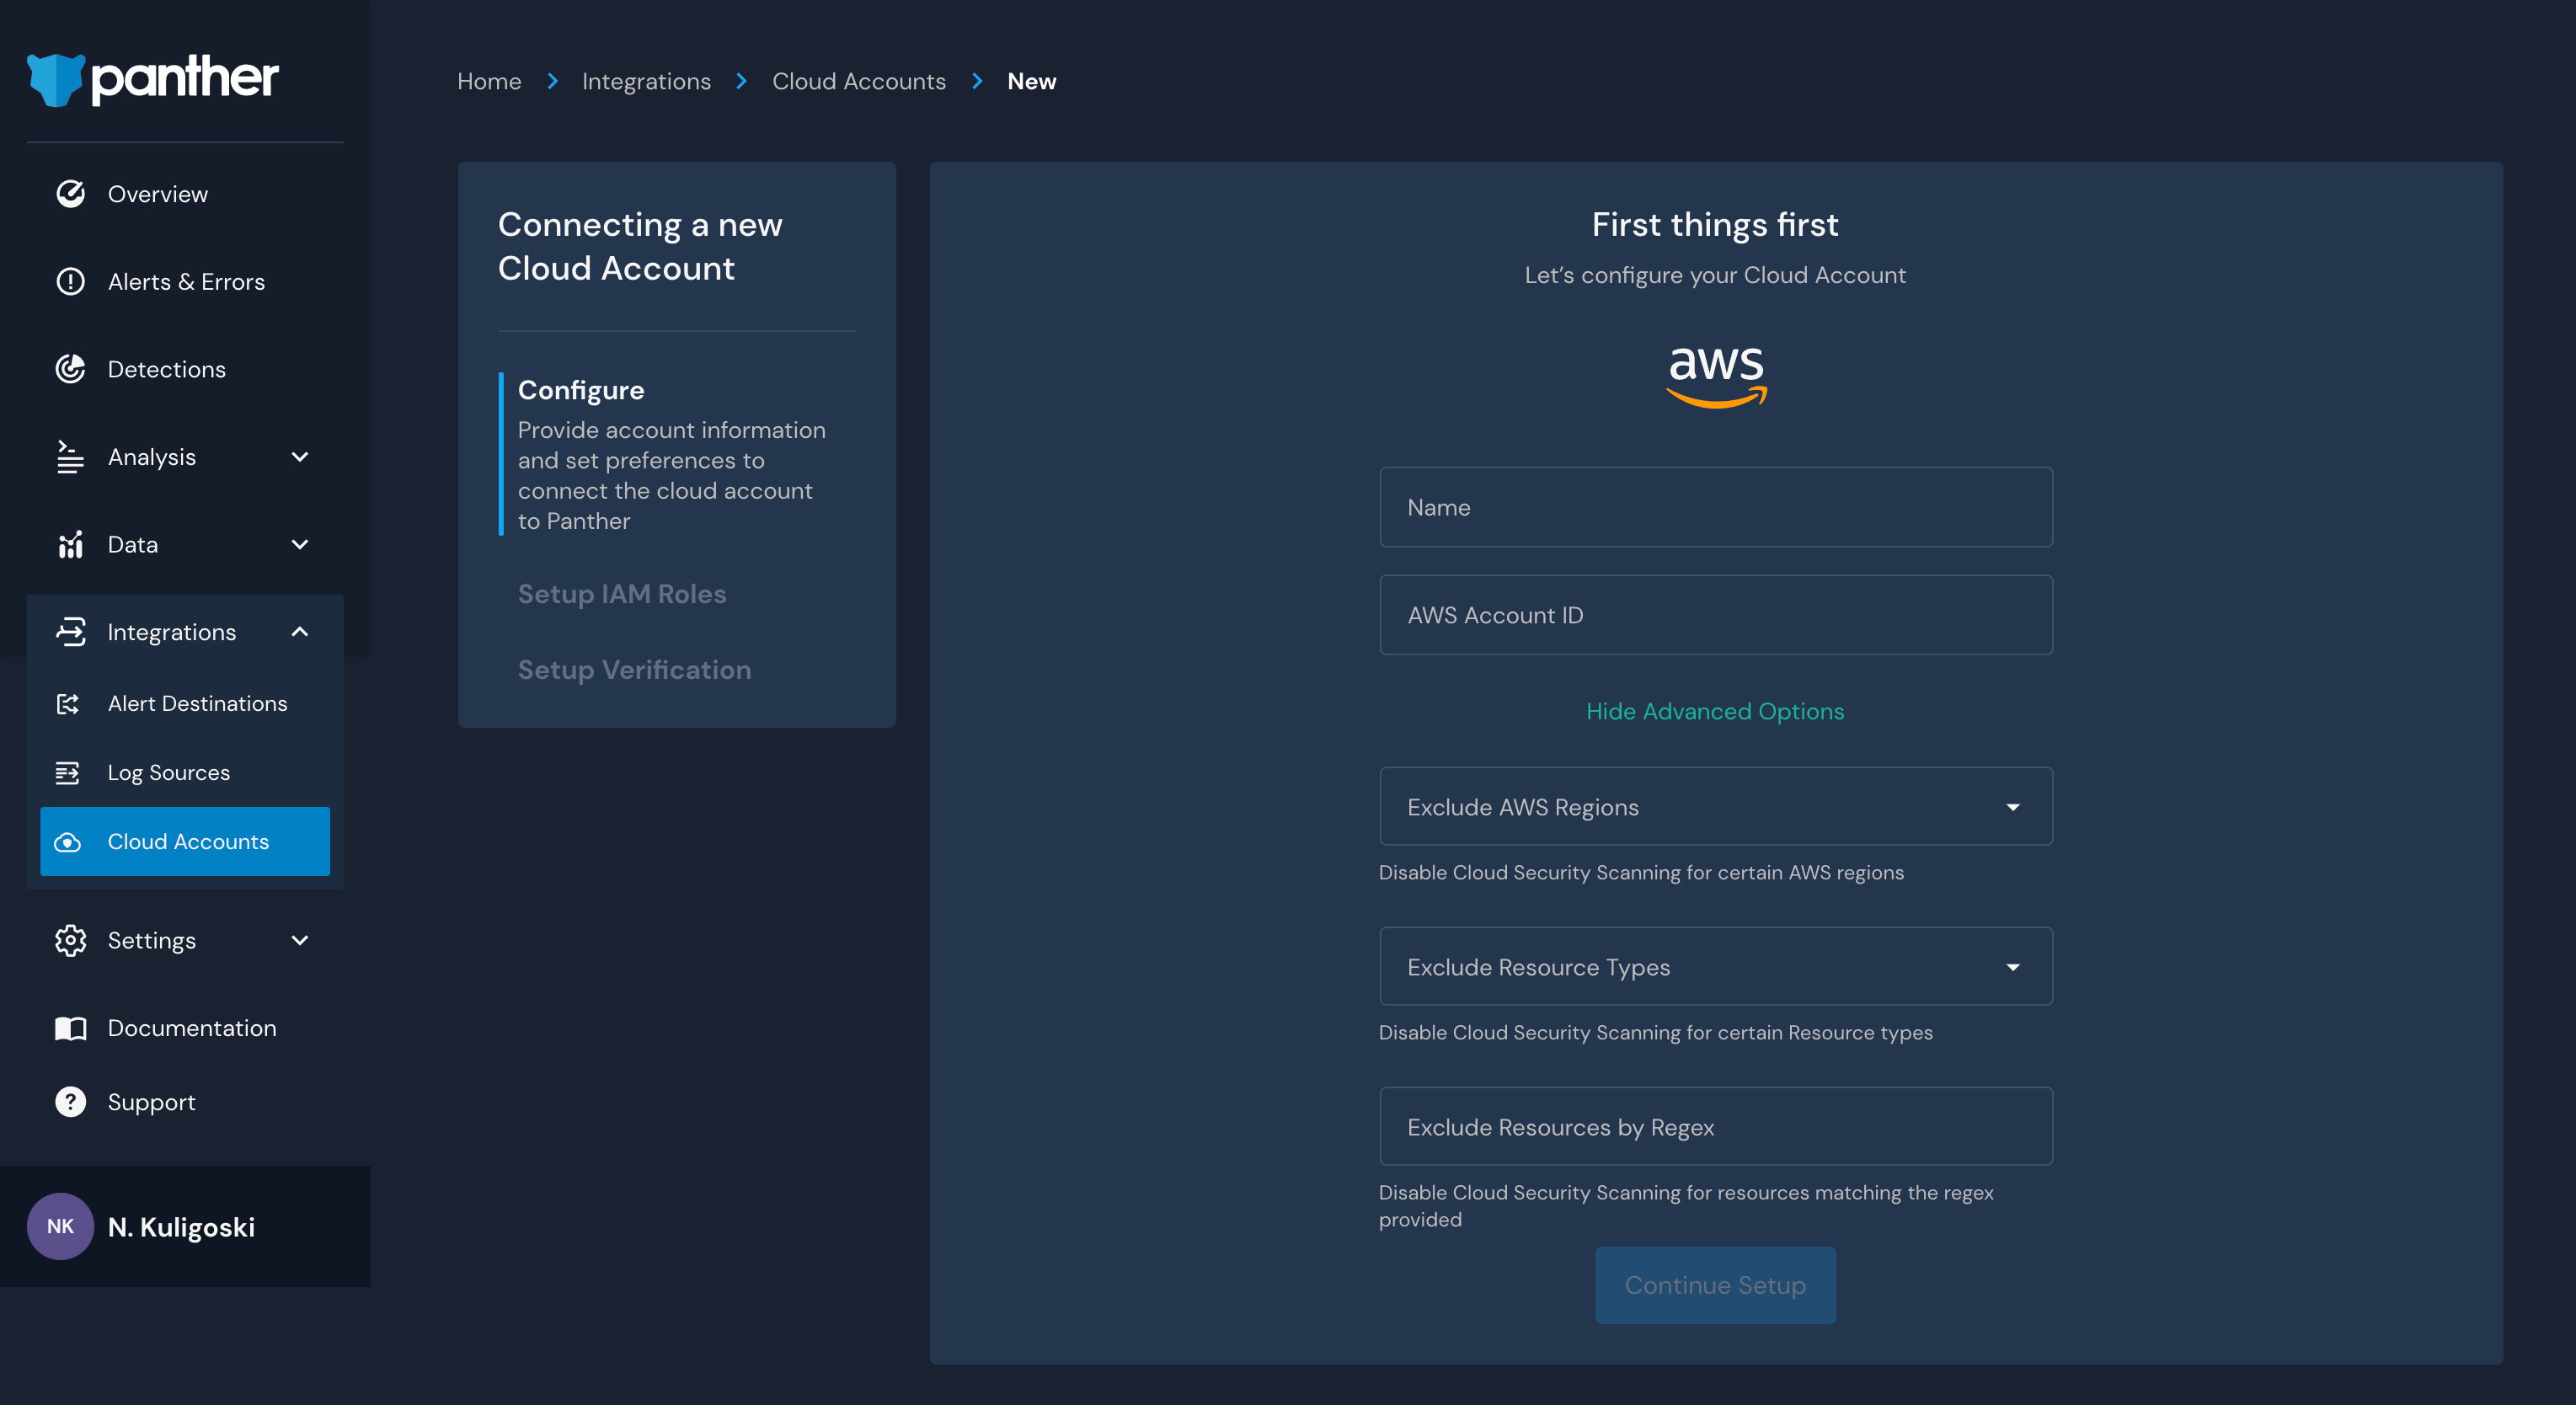 panther
Overview
Alerts & Errors
Detections
Analysis
Data
Integrations
Alert Destinations
Log Sources
Cloud Accounts
Settings
Documentation
Support
NK
N. Kuligoski
Home
Integrations
Cloud Accounts
New
Connecting a new
Cloud Account
Configure
Provide account information
and set preferences to
connect the cloud account
to Panther
Setup IAM Roles
Setup Verification
First things first
Let’s configure your Cloud Account
aws
Name
AWS Account ID
Hide Advanced Options
Exclude AWS Regions
Disable Cloud Security Scanning for certain AWS regions
Exclude Resource Types
Disable Cloud Security Scanning for certain Resource types
Exclude Resources by Regex
Disable Cloud Security Scanning for resources matching the regex
provided
Continue Setup